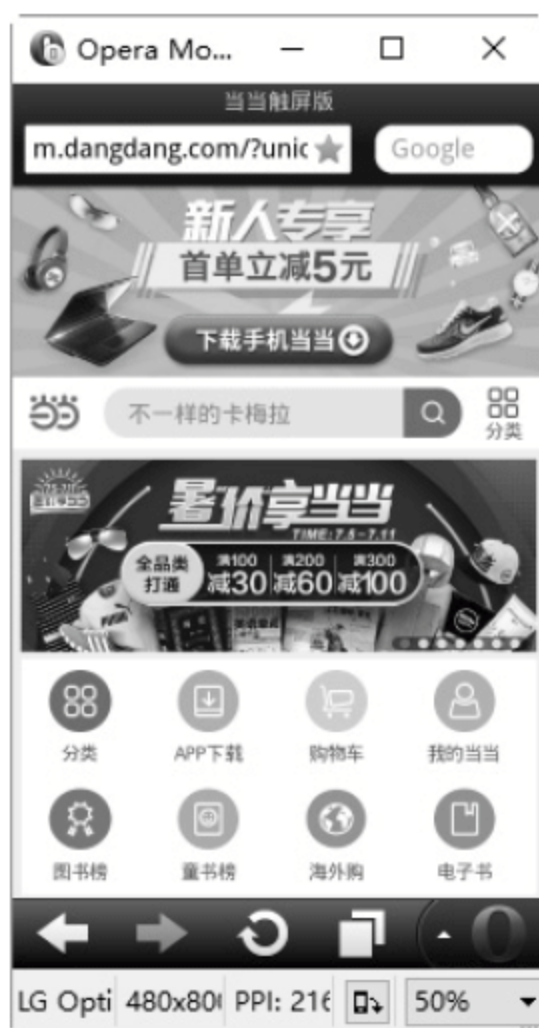 Opera Mo...
当当触屏版
m.dangdang.com/?unic
Google
新人专享
首单立减5元
下载手机当当
不一样的卡梅拉
分类
暑价享当当
TIME:7.5-7.11
全品类
打通
满100
减30
满200
减60
满300
减100
分类
APP下载
购物车
我的当当
图书榜
童书榜
海外购
电子书
LG Opti
480x80
PPI: 216
50%